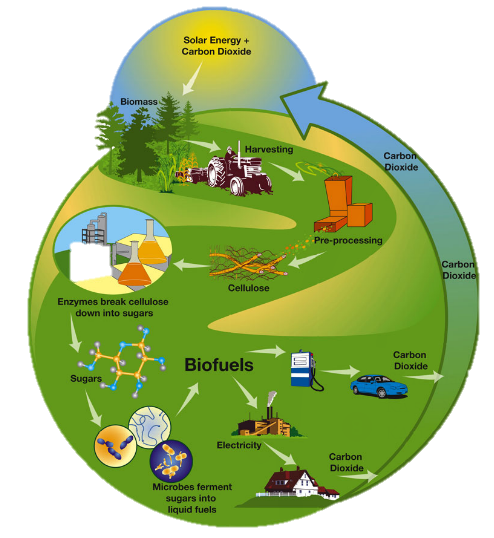 Solar Energy +
Carbon Dioxide
Biomass
Harvesting
Carbon
Dioxide
Pre-processing
Carbon
Dioxide
Cellulose
Enzymes break cellulose
down into sugars
Sugars
Biofuels
Carbon
Dioxide
Electricity
Carbon
Dioxide
Microbes ferment
sugars into
liquid fuels